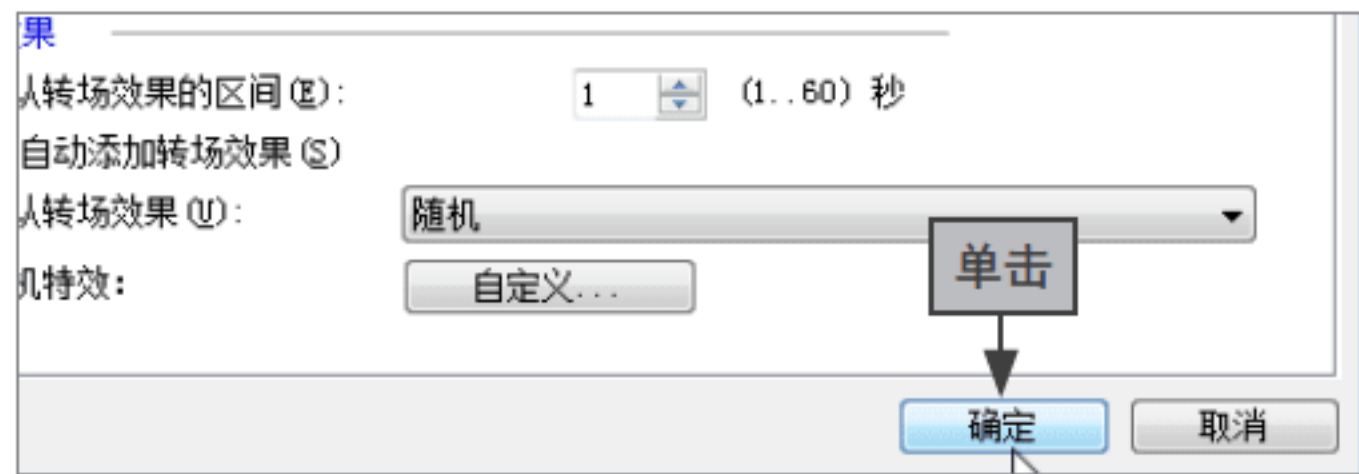 果
认转场效果的区间(E): 1 (1..60) 秒
自动添加转场效果(S)
认转场效果(U): 随机
单击
机特效: 自定义...
确定 取消